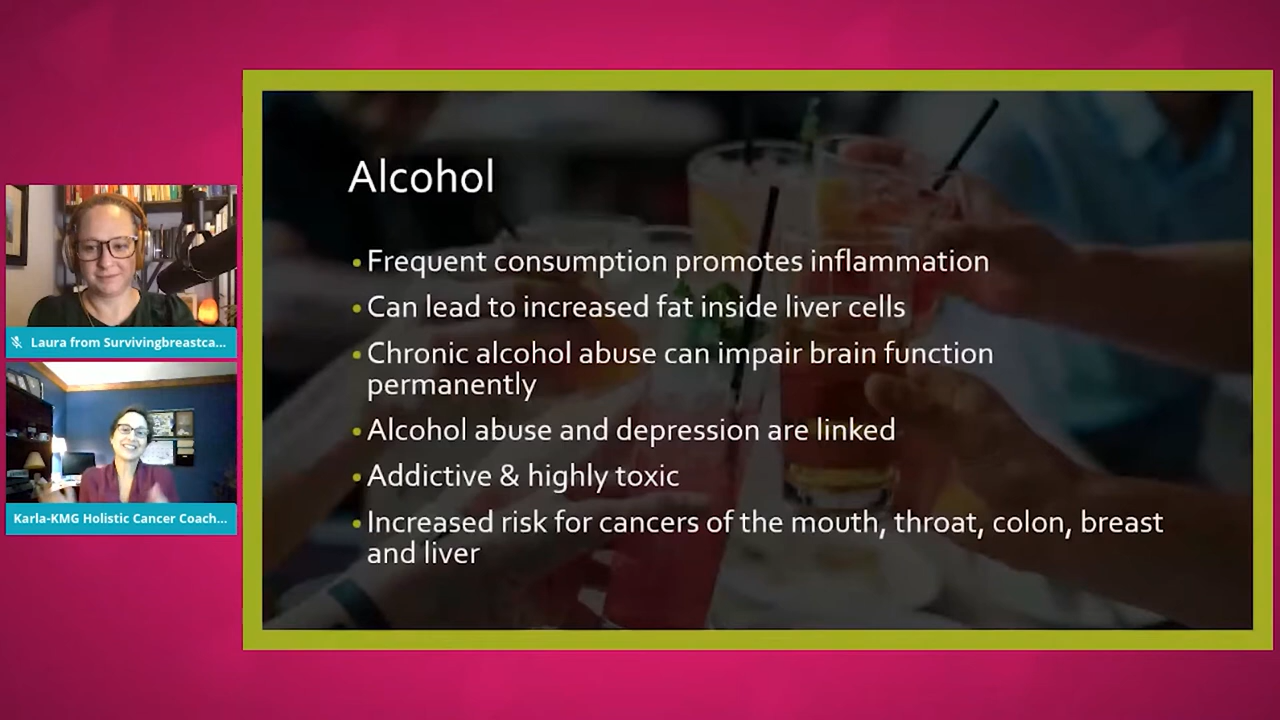 Alcohol
• Frequent consumption promotes inflammation
• Can lead to increased fat inside liver cells
• Chronic alcohol abuse can impair brain function
permanently
• Alcohol abuse and depression are linked
• Addictive & highly toxic
• Increased risk for cancers of the mouth, throat, colon, breast
and liver
Laura from Survivingbreastca...
Karla-KMG Holistic Cancer Coach...